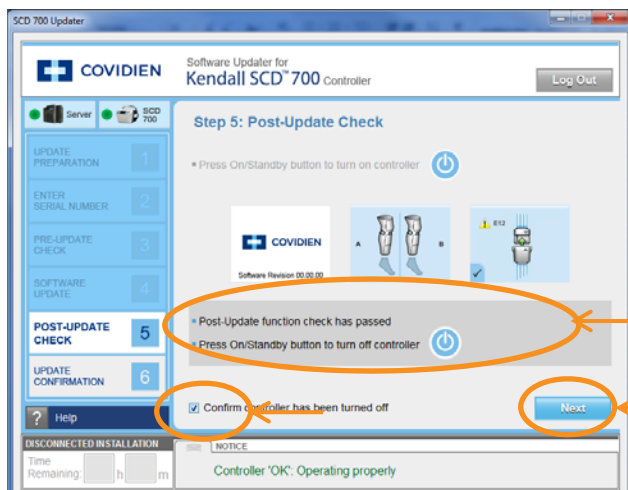 SCD 700 Updater
COVIDIEN
Software Updater for
Kendall SCD™ 700 Controller
Log Out
Server
SCD 700
UPDATE PREPARATION 1
ENTER SERIAL NUMBER 2
PRE-UPDATE CHECK 3
SOFTWARE UPDATE 4
POST-UPDATE CHECK 5
UPDATE CONFIRMATION 6
? Help
DISCONNECTED INSTALLATION
Time Remaining: h m
Step 5: Post-Update Check
Press On/Standby button to turn on controller
COVIDIEN
Software Revision 00.00.00
A B
E12
Post-Update function check has passed
Press On/Standby button to turn off controller
Confirm controller has been turned off
Next
NOTICE
Controller 'OK': Operating properly